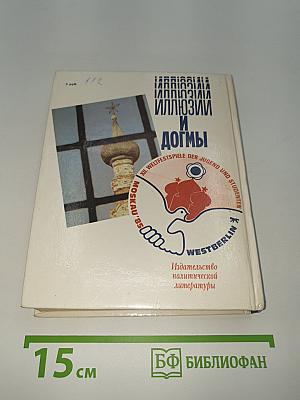 ИЛЛЮЗИИ
ИЛЛЮЗИИ
ИЛЛЮЗИИ
И
ДОГМЫ
MOSKAU '85. XII. WELTFESTSPIELE DER JUGEND UND STUDENTEN
WESTBERLIN
Издательство
политической
литературы
15 см
БФ БИБЛИОФАН